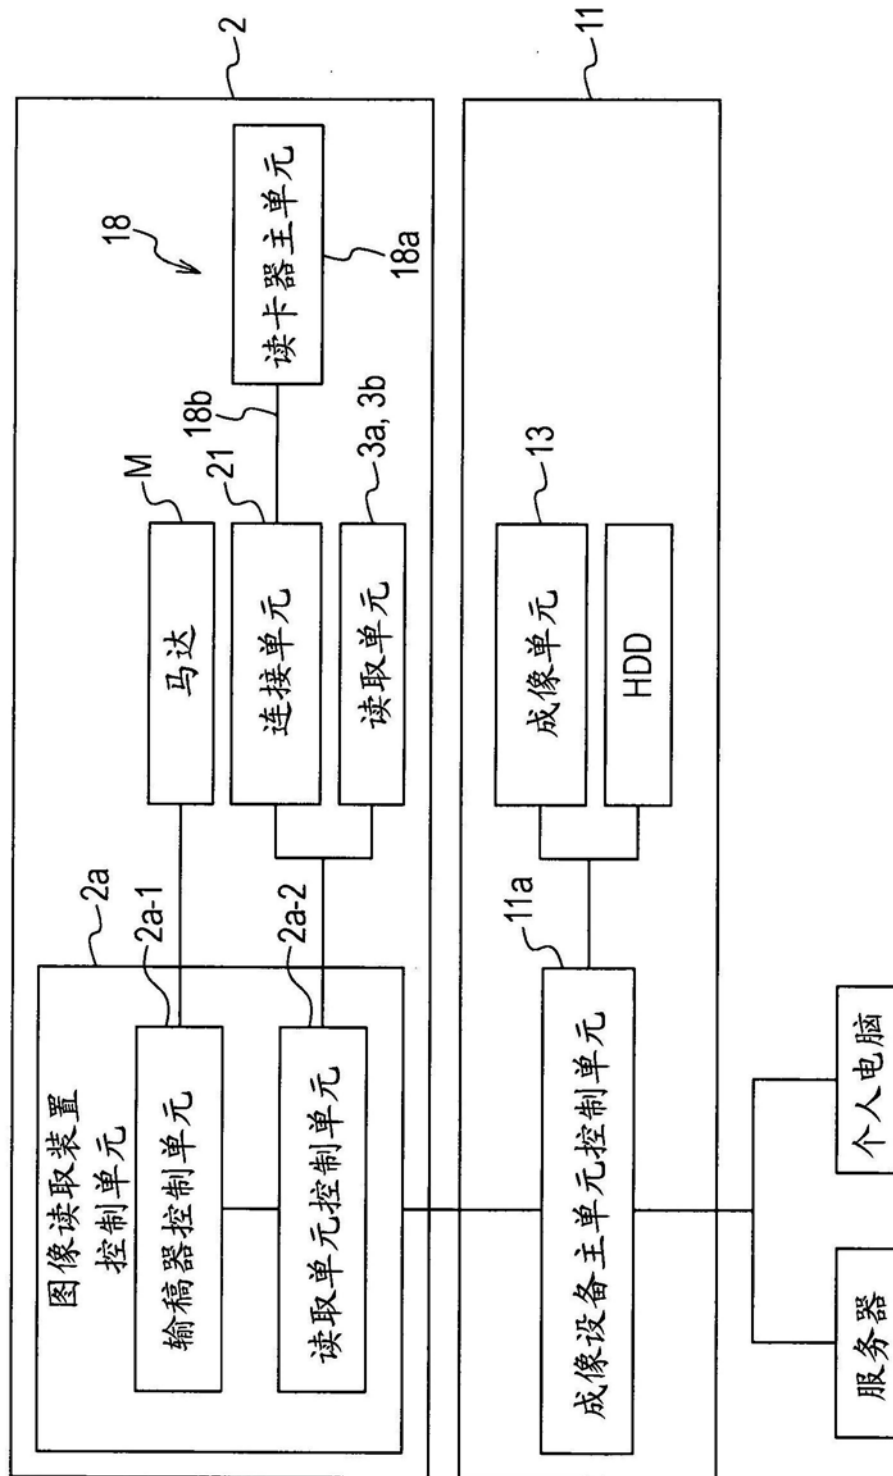 2
18
读卡器主单元
18a
18b
M
马达
21
连接单元
3a, 3b
读取单元
2a
图像读取装置
控制单元
2a-1
输稿器控制单元
2a-2
读取单元控制单元
11
13
成像单元
HDD
11a
成像设备主单元控制单元
服务器
个人电脑